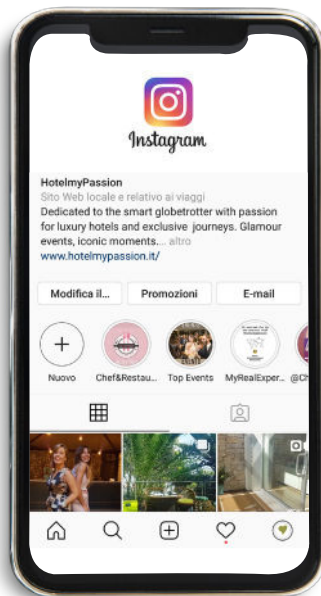 Instagram
HotelmyPassion
Sito Web locale e relativo ai viaggi
Dedicated to the smart globetrotter with passion
for luxury hotels and exclusive journeys. Glamour
events, iconic moments.... altro
www.hotelmypassion.it/
Modifica il...
Promozioni
E-mail
Nuovo
Chef&Restau...
Top Events
MyRealExper...
@Ch